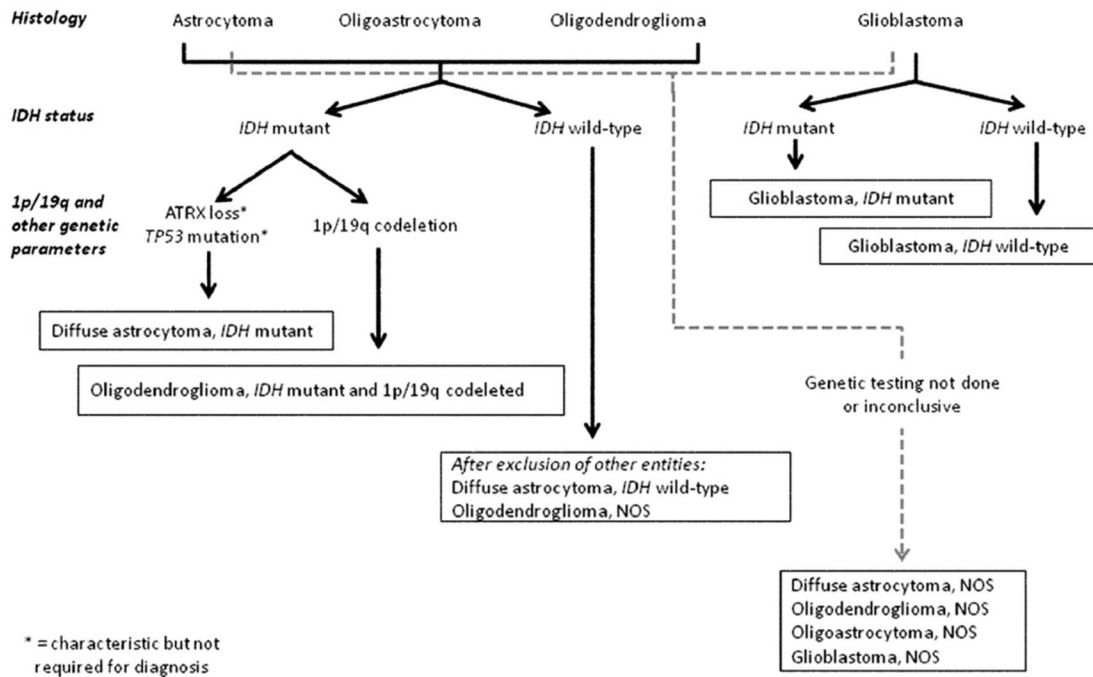 Histology
Astrocytoma
Oligoastrocytoma
Oligodendroglioma
Glioblastoma
IDH status
IDH mutant
IDH wild-type
IDH mutant
IDH wild-type
1p/19q and
other genetic
parameters
ATRX loss*
TP53 mutation*
1p/19q codeletion
Glioblastoma, IDH mutant
Glioblastoma, IDH wild-type
Diffuse astrocytoma, IDH mutant
Oligodendroglioma, IDH mutant and 1p/19q codeleted
Genetic testing not done
or inconclusive
After exclusion of other entities:
Diffuse astrocytoma, IDH wild-type
Oligodendroglioma, NOS
Diffuse astrocytoma, NOS
Oligodendroglioma, NOS
Oligoastrocytoma, NOS
Glioblastoma, NOS
* = characteristic but not
required for diagnosis